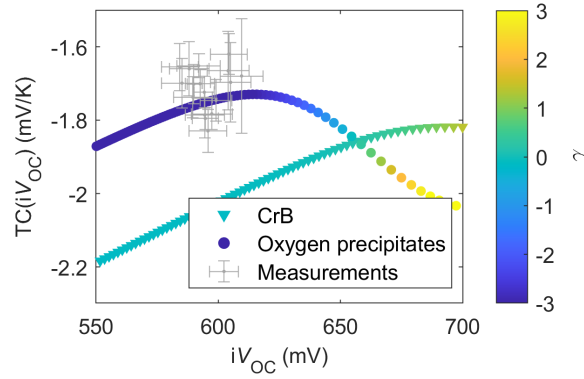 -1.6
-1.8
-2
-2.2
TC(iV_OC) (mV/K)
550
600
650
700
iV_OC (mV)
CrB
Oxygen precipitates
Measurements
3
2
1
0
-1
-2
-3
γ